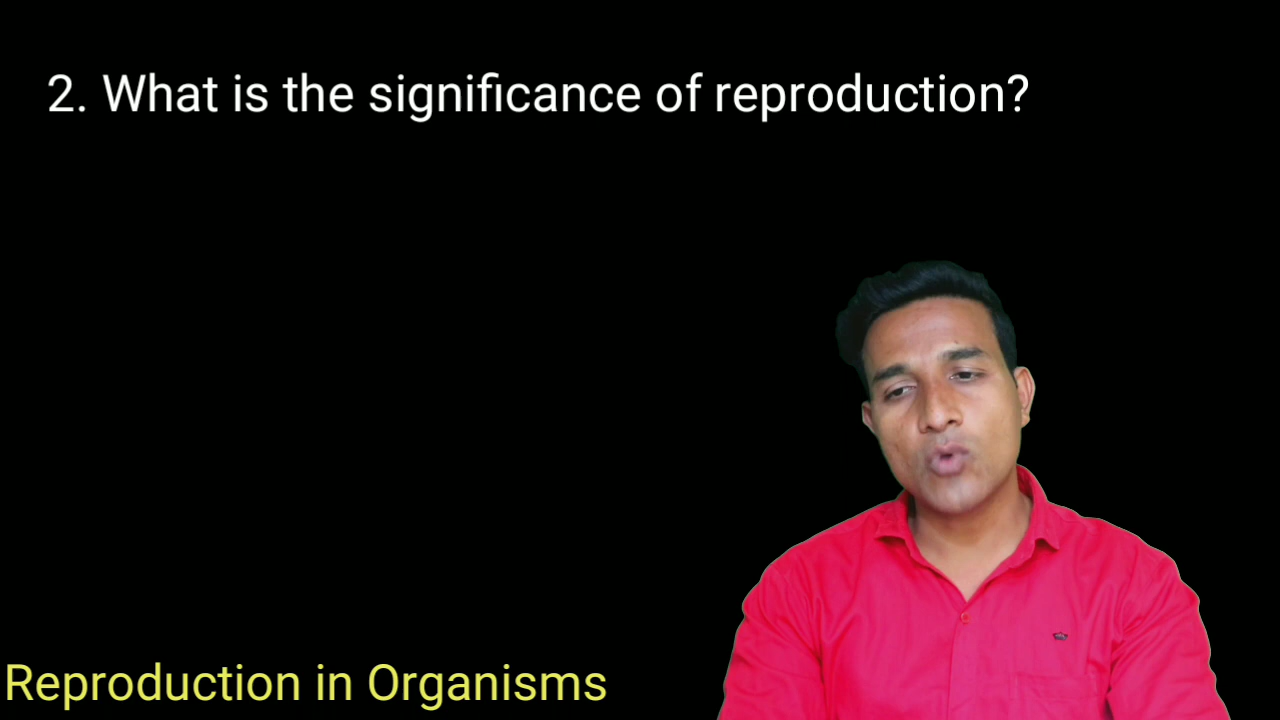 2. What is the significance of reproduction?
Reproduction in Organisms